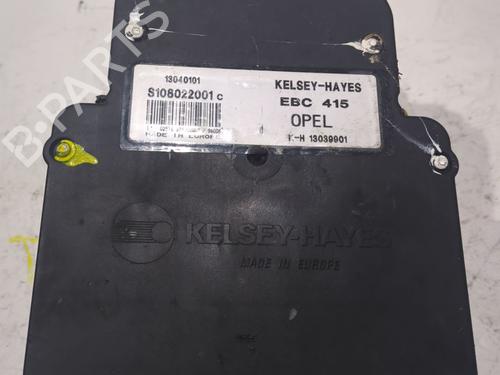 B-PARTS
13040101
S108022001 c
MADE IN EUROPE
KELSEY-HAYES
EBC 415
OPEL
K-H 13039901
KELSEY-HAYES
MADE IN EUROPE